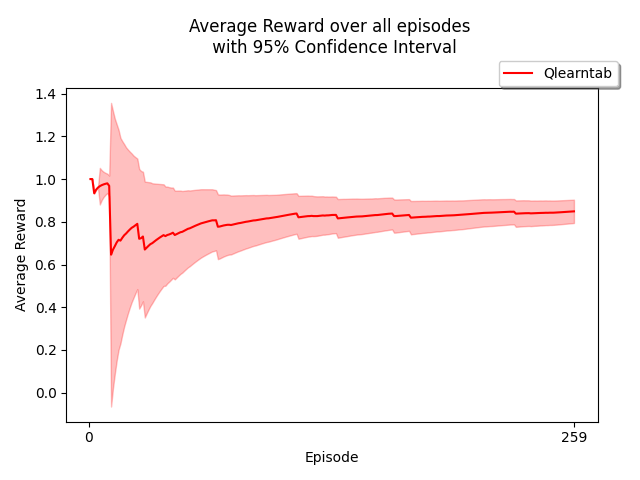 Average Reward over all episodes
with 95% Confidence Interval
Qlearntab
1.4
1.2
1.0
0.8
0.6
0.4
0.2
0.0
Average Reward
0
259
Episode